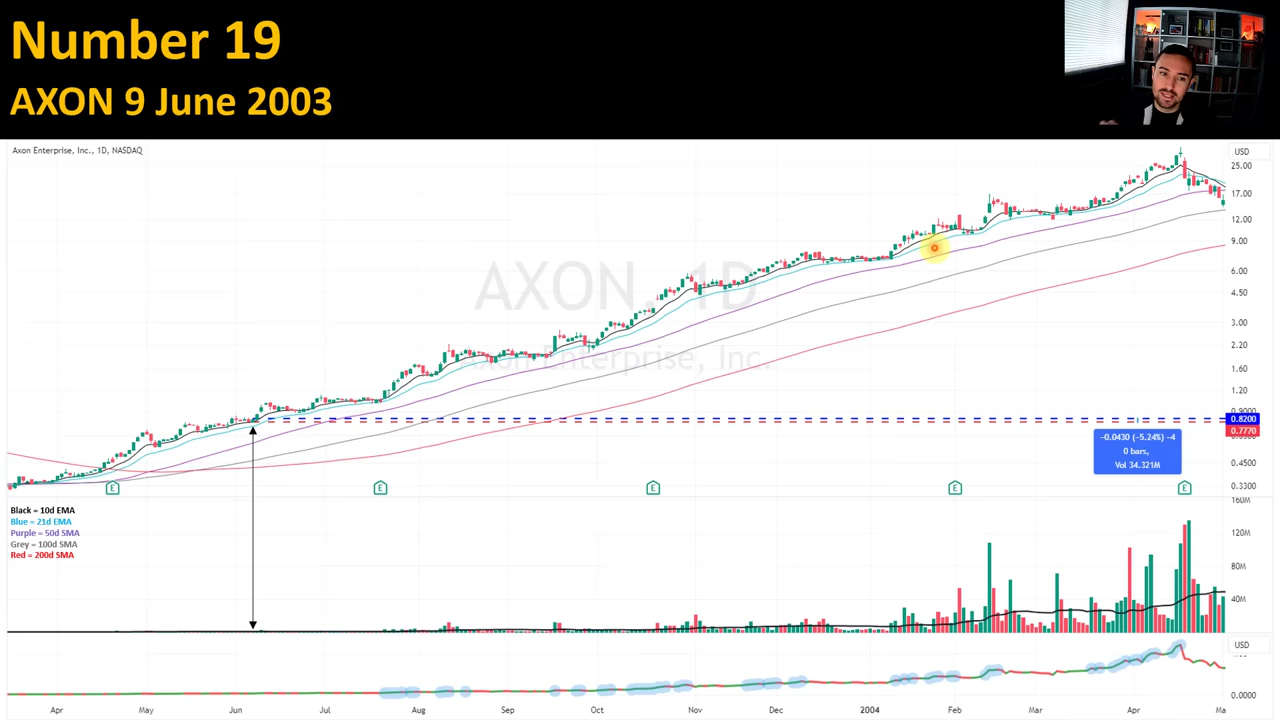 Number 19
AXON 9 June 2003
Axon Enterprise, Inc., 1D, NASDAQ
USD
25.00
17.00
12.00
9.00
AXON, 1D
6.00
4.50
3.00
2.20
Axon Enterprise, Inc.
1.60
1.20
0.9000
0.8200
0.7770
-0.0430 (-5.24%) -4
0 bars,
Vol 34.321M
0.4500
0.3300
E E E E E
160M
Black = 10d EMA
Blue = 21d EMA
Purple = 50d SMA
Grey = 100d SMA
Red = 200d SMA
120M
80M
40M
USD
0.0000
Apr May Jun Jul Aug Sep Oct Nov Dec 2004 Feb Mar Apr Ma